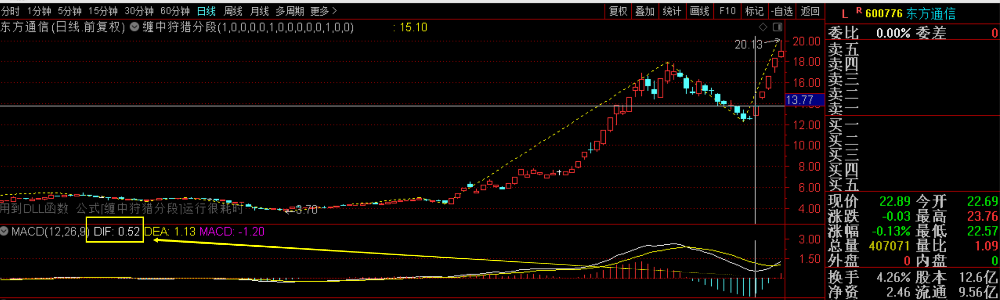 分时 1分钟 5分钟 15分钟 30分钟 60分钟 日线 周线 月线 多周期 更多 >
复权 叠加 统计 画线 F10 标记 -自选 返回
L R 600776 东方通信
东方通信(日线.前复权) 缠中狩猎分段(1,0,0,0,0,1,0,0,0,0,0,1,0,0) : 15.10
委比 0.00% 委差 0
卖五
卖四
卖三
卖二
卖一
买一
买二
买三
买四
买五
20.13
20.00
18.00
16.00
13.77
12.00
10.00
8.00
6.00
4.00
3.70
用到DLL函数 公式[缠中狩猎分段]运行很耗时
MACD(12,26,9) DIF: 0.52 DEA: 1.13 MACD: -1.20
3.00
1.50
现价 22.89 今开 22.69
涨跌 -0.03 最高 23.76
涨幅 -0.13% 最低 22.57
总量 407071 量比 1.09
外盘 0 内盘 0
换手 4.26% 股本 12.6亿
净资 2.46 流通 9.56亿